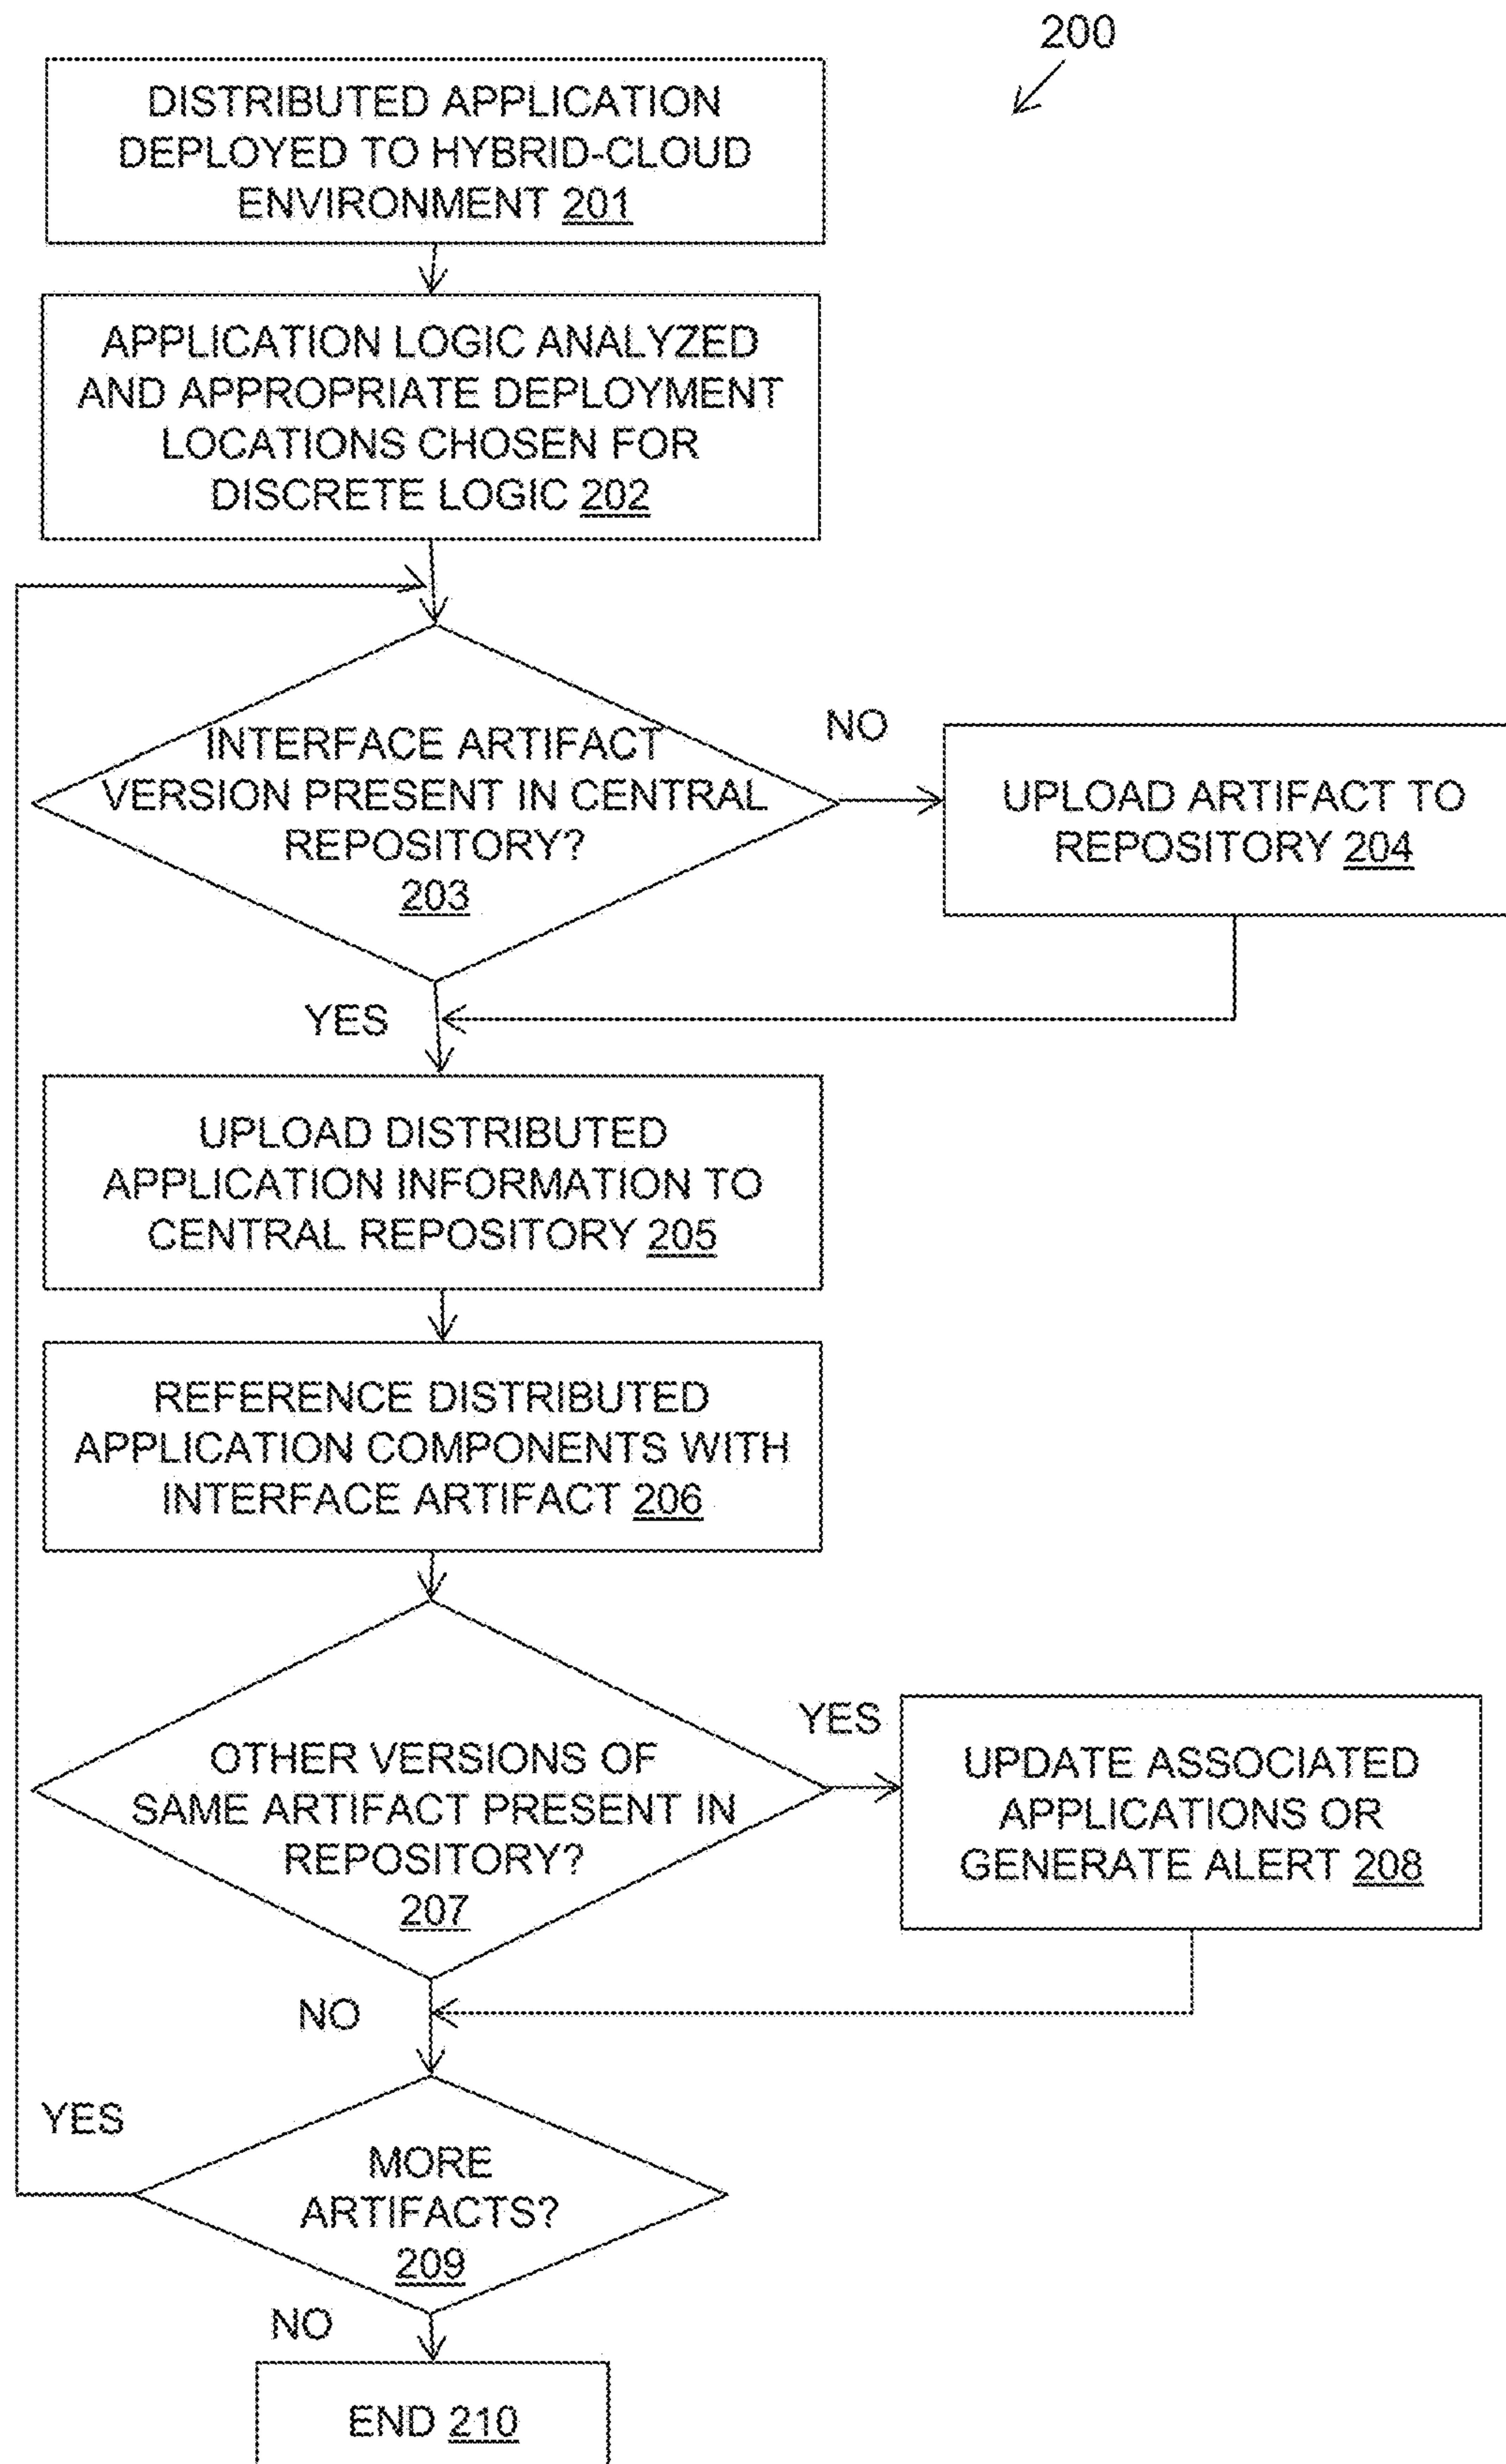 200
DISTRIBUTED APPLICATION
DEPLOYED TO HYBRID-CLOUD
ENVIRONMENT 201
APPLICATION LOGIC ANALYZED
AND APPROPRIATE DEPLOYMENT
LOCATIONS CHOSEN FOR
DISCRETE LOGIC 202
INTERFACE ARTIFACT
VERSION PRESENT IN CENTRAL
REPOSITORY?
203
NO
UPLOAD ARTIFACT TO
REPOSITORY 204
YES
UPLOAD DISTRIBUTED
APPLICATION INFORMATION TO
CENTRAL REPOSITORY 205
REFERENCE DISTRIBUTED
APPLICATION COMPONENTS WITH
INTERFACE ARTIFACT 206
OTHER VERSIONS OF
SAME ARTIFACT PRESENT IN
REPOSITORY?
207
YES
UPDATE ASSOCIATED
APPLICATIONS OR
GENERATE ALERT 208
NO
YES
MORE
ARTIFACTS?
209
NO
END 210